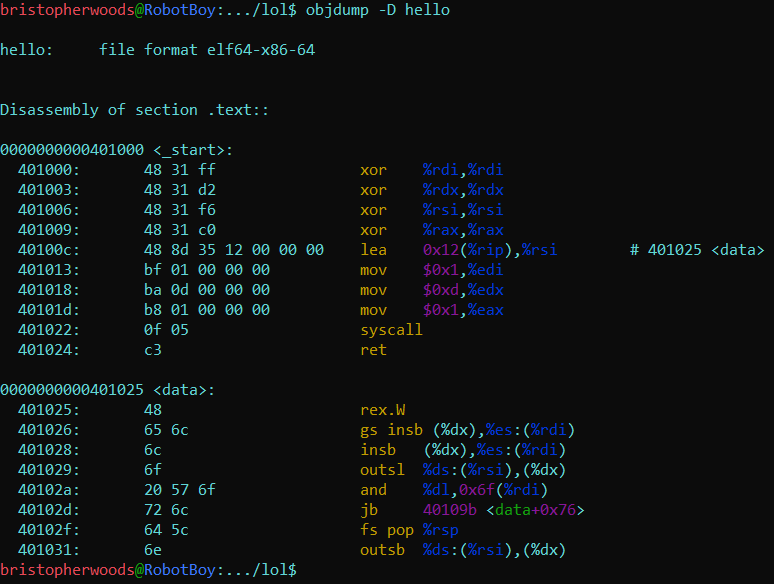 bristopherwoods@RobotBoy:.../lol$ objdump -D hello
hello:     file format elf64-x86-64
Disassembly of section .text::
0000000000401000 <_start>:
401000:       48 31 ff                xor    %rdi,%rdi
401003:       48 31 d2                xor    %rdx,%rdx
401006:       48 31 f6                xor    %rsi,%rsi
401009:       48 31 c0                xor    %rax,%rax
40100c:       48 8d 35 12 00 00 00    lea    0x12(%rip),%rsi        # 401025 <data>
401013:       bf 01 00 00 00          mov    $0x1,%edi
401018:       ba 0d 00 00 00          mov    $0xd,%edx
40101d:       b8 01 00 00 00          mov    $0x1,%eax
401022:       0f 05                   syscall
401024:       c3                      ret
0000000000401025 <data>:
401025:       48                      rex.W
401026:       65 6c                   gs insb (%dx),%es:(%rdi)
401028:       6c                      insb   (%dx),%es:(%rdi)
401029:       6f                      outsl  %ds:(%rsi),(%dx)
40102a:       20 57 6f                and    %dl,0x6f(%rdi)
40102d:       72 6c                   jb     40109b <data+0x76>
40102f:       64 5c                   fs pop %rsp
401031:       6e                      outsb  %ds:(%rsi),(%dx)
bristopherwoods@RobotBoy:.../lol$